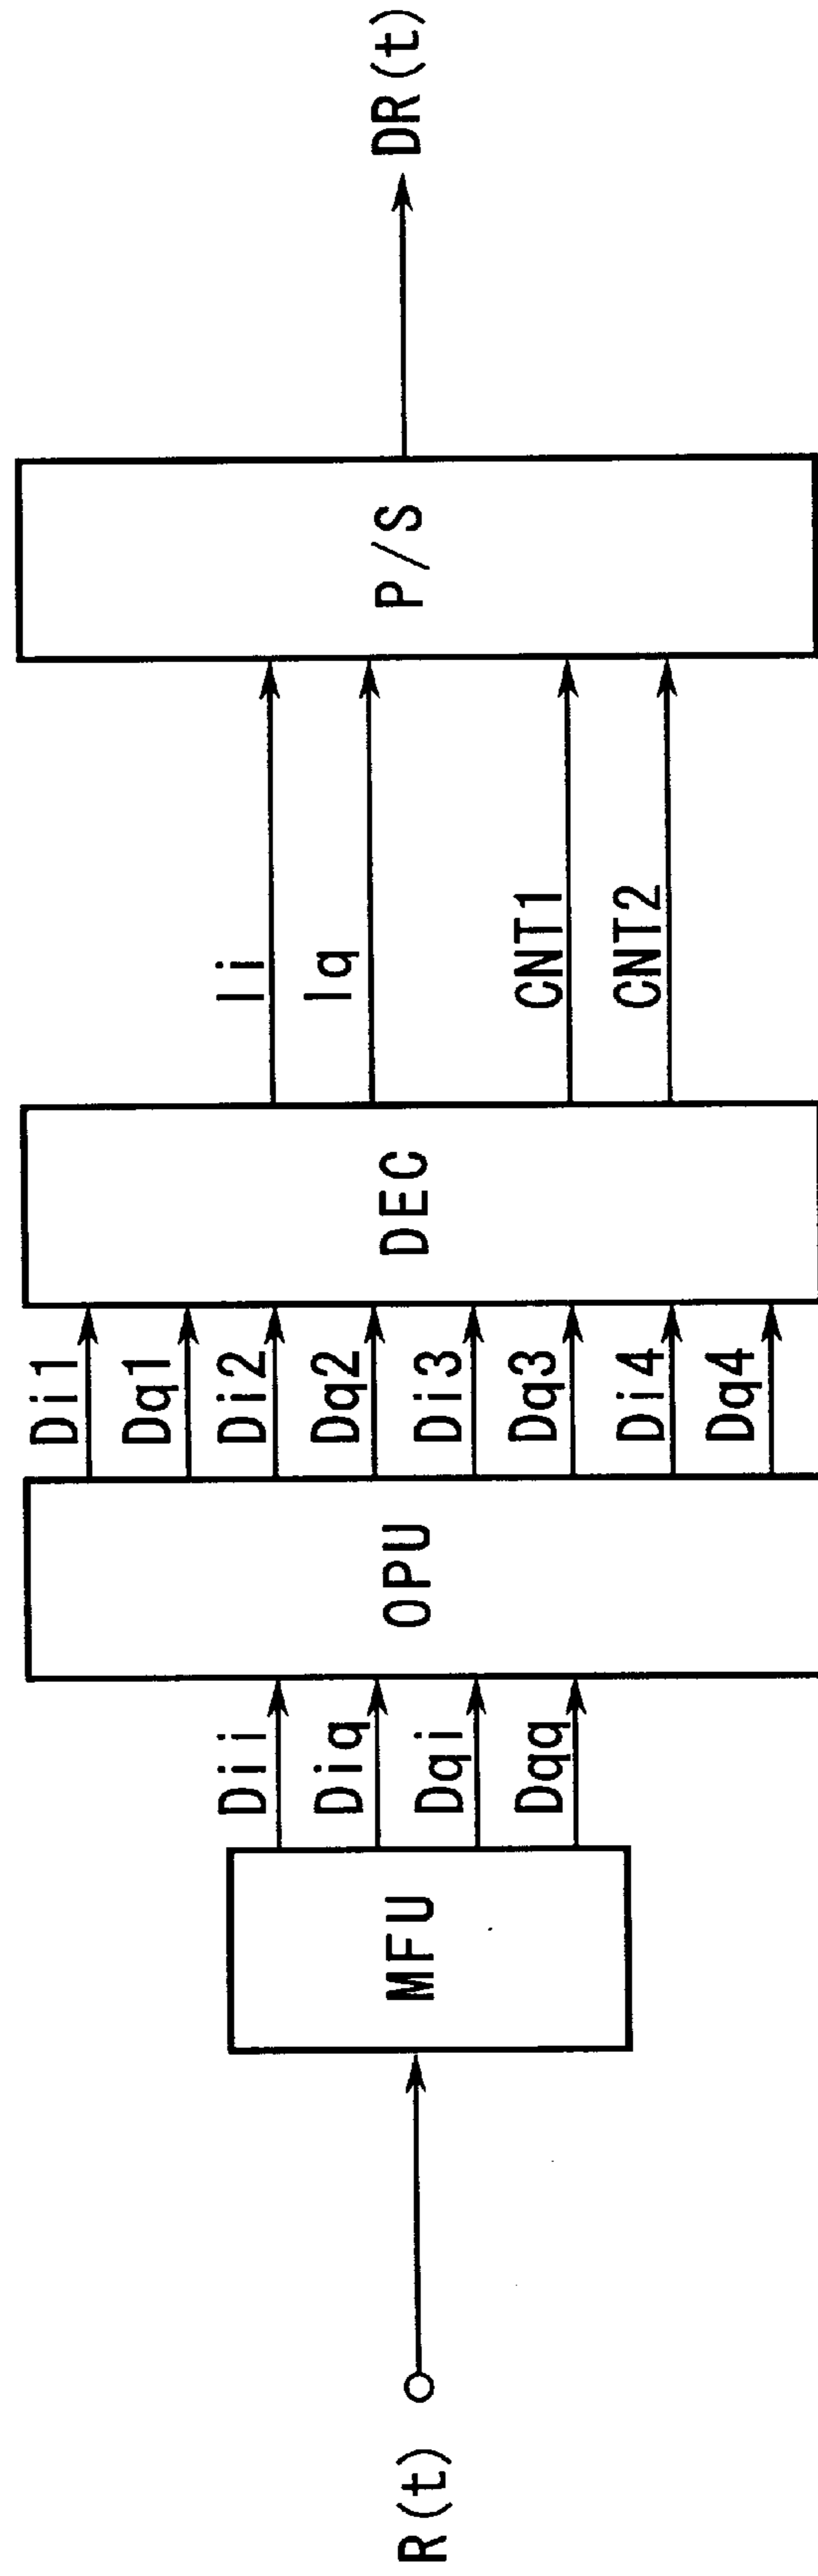 R(t)
MFU
Dii
Diq
Dqi
Dqq
OPU
Di1
Dq1
Di2
Dq2
Di3
Dq3
Di4
Dq4
DEC
Ii
Iq
CNT1
CNT2
P/S
DR(t)